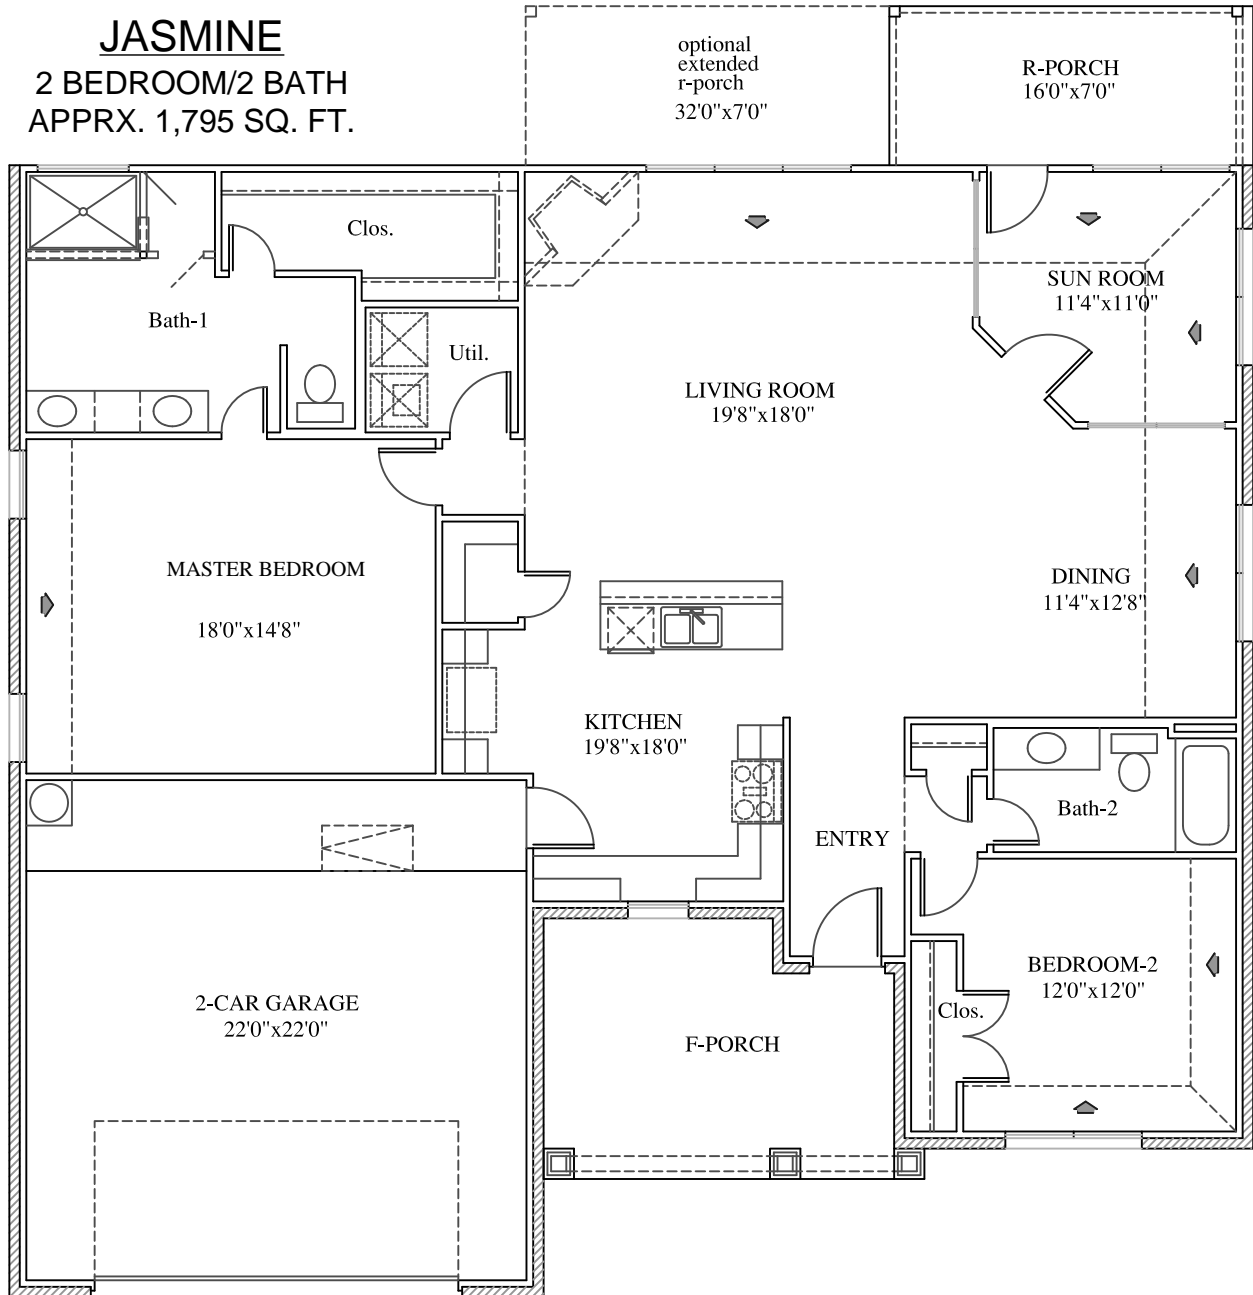 JASMINE
2 BEDROOM/2 BATH
APPRX. 1,795 SQ. FT.
optional
extended
r-porch
32'0"x7'0"
R-PORCH
16'0"x7'0"
Clos.
Bath-1
Util.
SUN ROOM
11'4"x11'0"
LIVING ROOM
19'8"x18'0"
MASTER BEDROOM
18'0"x14'8"
DINING
11'4"x12'8"
KITCHEN
19'8"x18'0"
ENTRY
Bath-2
2-CAR GARAGE
22'0"x22'0"
F-PORCH
BEDROOM-2
12'0"x12'0"
Clos.